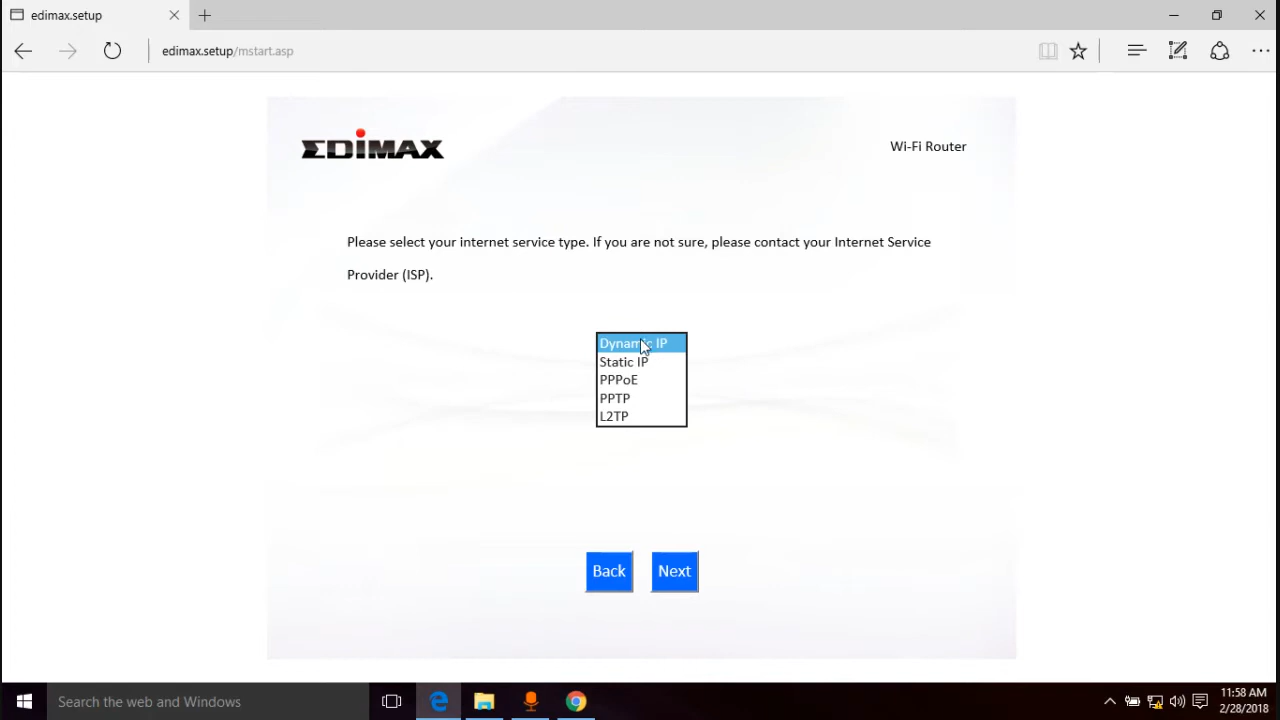 edimax.setup
edimax.setup/mstart.asp
EDIMAX
Wi-Fi Router
Please select your internet service type. If you are not sure, please contact your Internet Service
Provider (ISP).
Dynamic IP
Static IP
PPPoE
PPTP
L2TP
Back
Next
Search the web and Windows
11:58 AM
2/28/2018